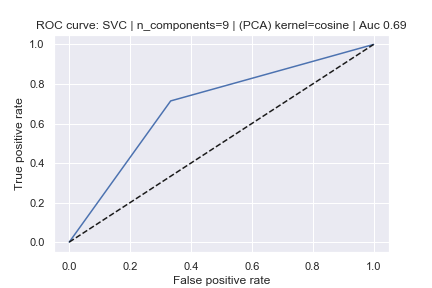 ROC curve: SVC | n_components=9 | (PCA) kernel=cosine | Auc 0.69
1.0
0.8
0.6
0.4
0.2
0.0
True positive rate
0.0 0.2 0.4 0.6 0.8 1.0
False positive rate